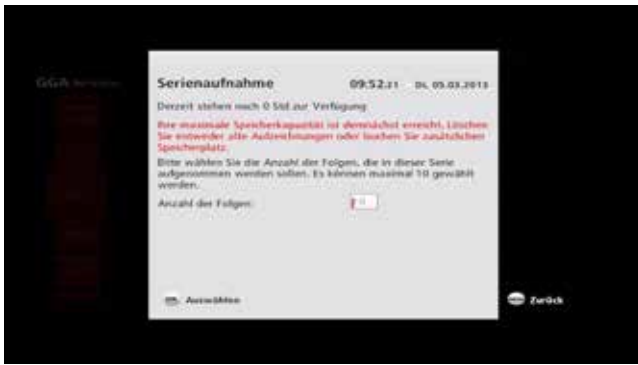 GGA
Serienaufnahme 09:52:21 Di, 05.03.2013
Derzeit stehen noch 0 Std zur Verfügung
Ihre maximale Speicherkapazität ist demnächst erreicht. Löschen
Sie entweder alte Aufzeichnungen oder buchen Sie zusätzlichen
Speicherplatz.
Bitte wählen Sie die Anzahl der Folgen, die in dieser Serie
aufgenommen werden sollen. Es können maximal 10 gewählt
werden.
Anzahl der Folgen:
Auswählen
Zurück